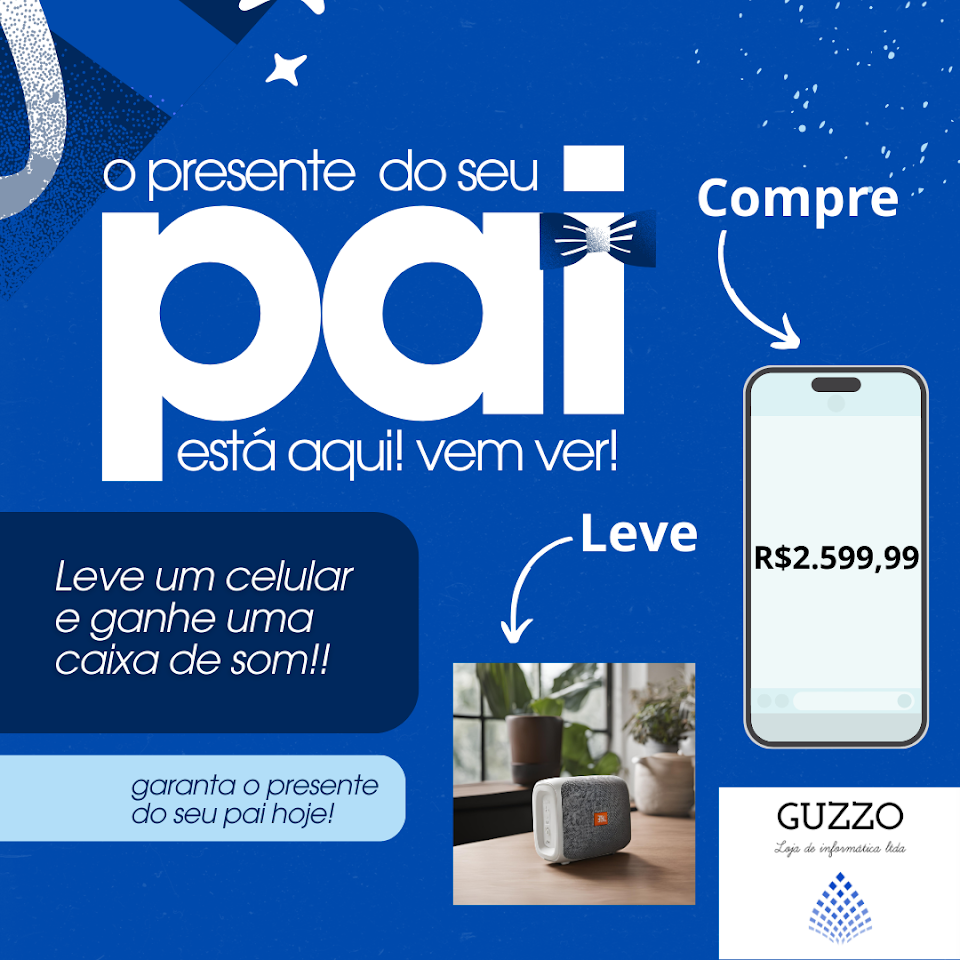 o presente do seu
pai
está aqui! vem ver!
Compre
R$2.599,99
Leve
Leve um celular
e ganhe uma
caixa de som!!
garanta o presente
do seu pai hoje!
GUZZO
Loja de informática ltda